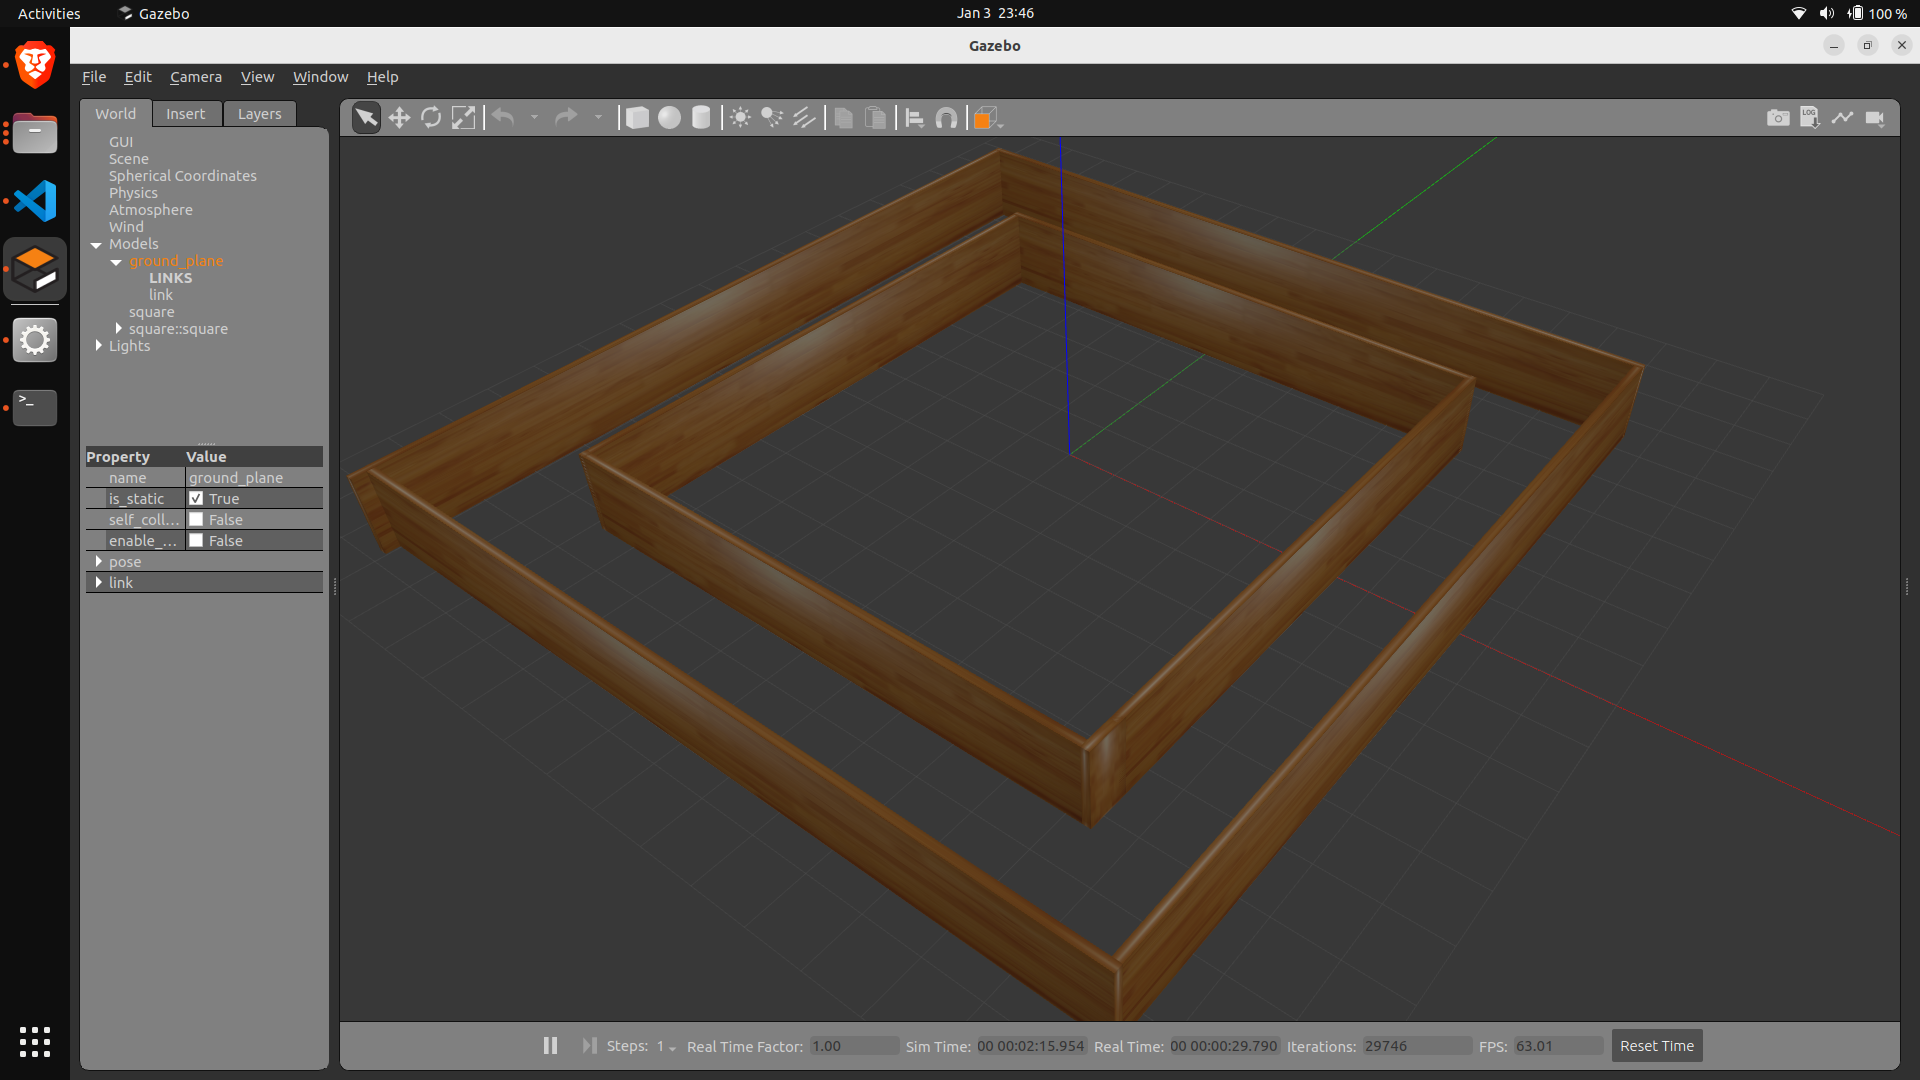 Activities Gazebo Jan 3 23:46 100 %
Gazebo
File Edit Camera View Window Help
World Insert Layers
LOG
GUI
Scene
Spherical Coordinates
Physics
Atmosphere
Wind
Models
ground_plane
LINKS
link
square
square::square
Lights
Property Value
name ground_plane
is_static True
self_coll... False
enable_... False
pose
link
>_
Steps: 1 Real Time Factor: 1.00 Sim Time: 00 00:02:15.954 Real Time: 00 00:00:29.790 Iterations: 29746 FPS: 63.01 Reset Time